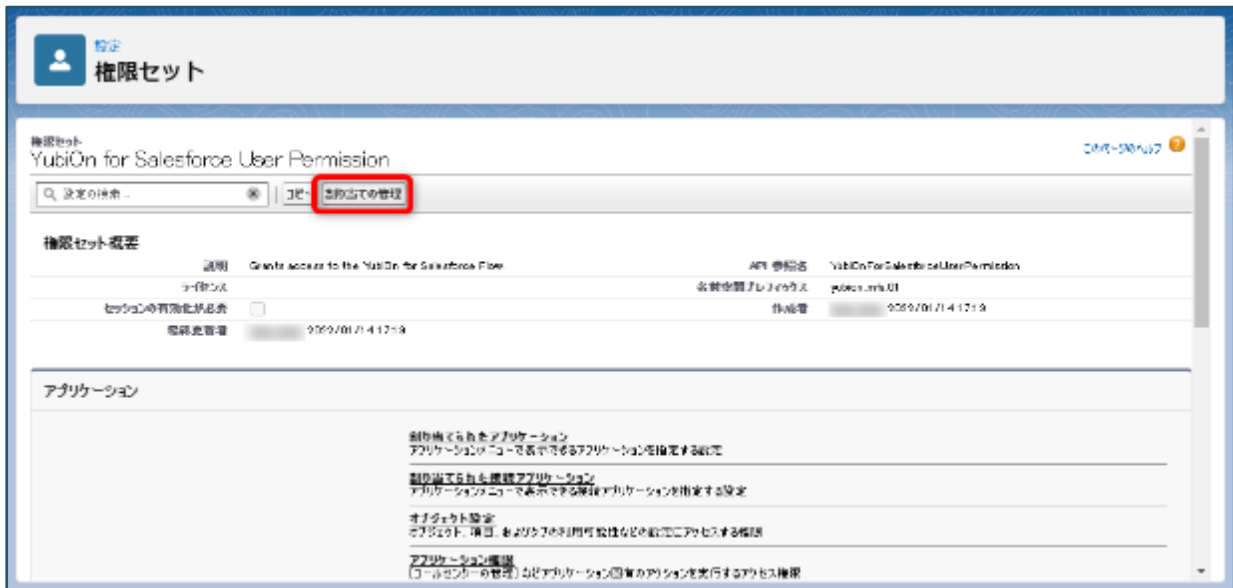 設定
権限セット
権限セット
YubiOn for Salesforce User Permission
このページのヘルプ
設定の検索...
コピー
割り当ての管理
権限セット概要
説明 Grants access to the YubiOn for Salesforce Flow.
API 参照名 YubiOnForSalesforceUserPermission
ライセンス
名前空間プレフィックス
セッションの有効化が必要
作成者 2022/01/14 17:19
最終更新者 2022/01/14 17:19
アプリケーション
割り当てられたアプリケーション
アプリケーションメニューで表示できるアプリケーションを指定する設定
割り当てられた接続アプリケーション
アプリケーションメニューで表示できる接続アプリケーションを指定する設定
オブジェクト設定
オブジェクト、項目、およびタブの利用可能性などの設定にアクセスする権限
アプリケーション権限
[コールセンターの管理] などアプリケーション固有のアクションを実行するアクセス権限